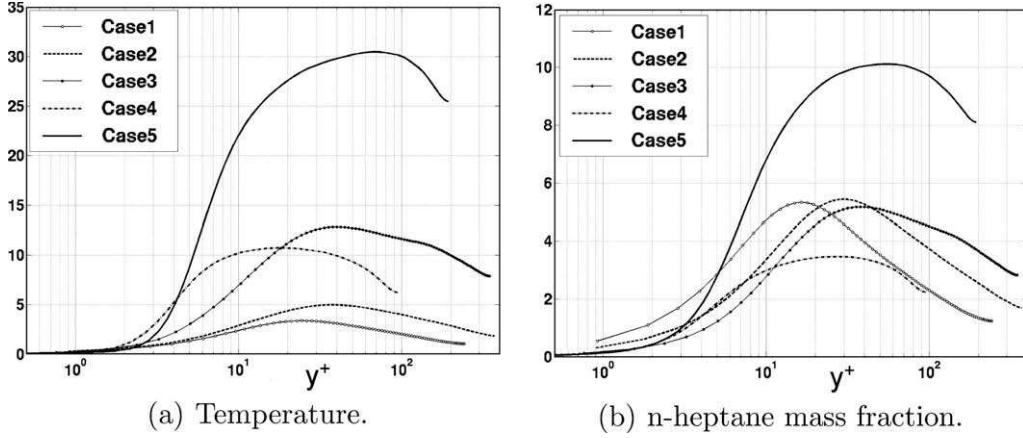 35
30
25
20
15
10
5
0
Case1
Case2
Case3
Case4
Case5
10^0
10^1
10^2
y^+
(a) Temperature.
12
10
8
6
4
2
0
Case1
Case2
Case3
Case4
Case5
10^0
10^1
10^2
y^+
(b) n-heptane mass fraction.